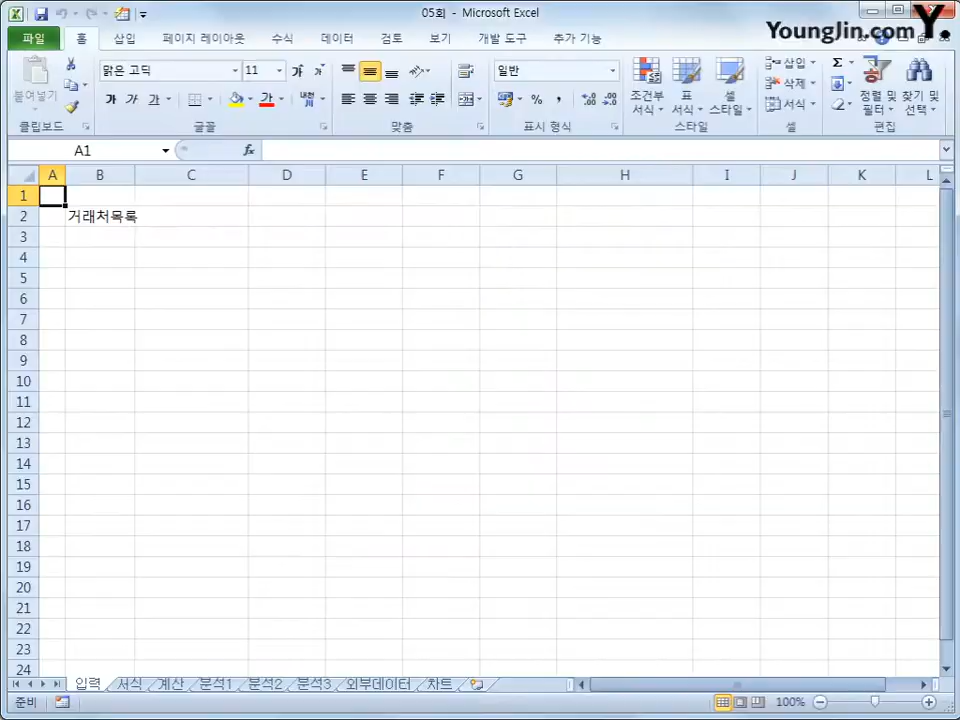 05회 - Microsoft Excel
Younglin.com Y.
파일 홈 삽입 페이지 레이아웃 수식 데이터 검토 보기 개발 도구 추가 기능
붙여넣기 맑은 고딕 11 가 가 일반 조건부 서식 표 서식 셀 스타일 삽입 삭제 서식 Σ 정렬 및 필터 찾기 및 선택
가 가 가 가 내천 % ,
클립보드 글꼴 맞춤 표시 형식 스타일 셀 편집
A1 fx
A B C D E F G H I J K L
1
2 거래처목록
3
4
5
6
7
8
9
10
11
12
13
14
15
16
17
18
19
20
21
22
23
24
입력 서식 계산 분석1 분석2 분석3 외부데이터 차트
준비 100%